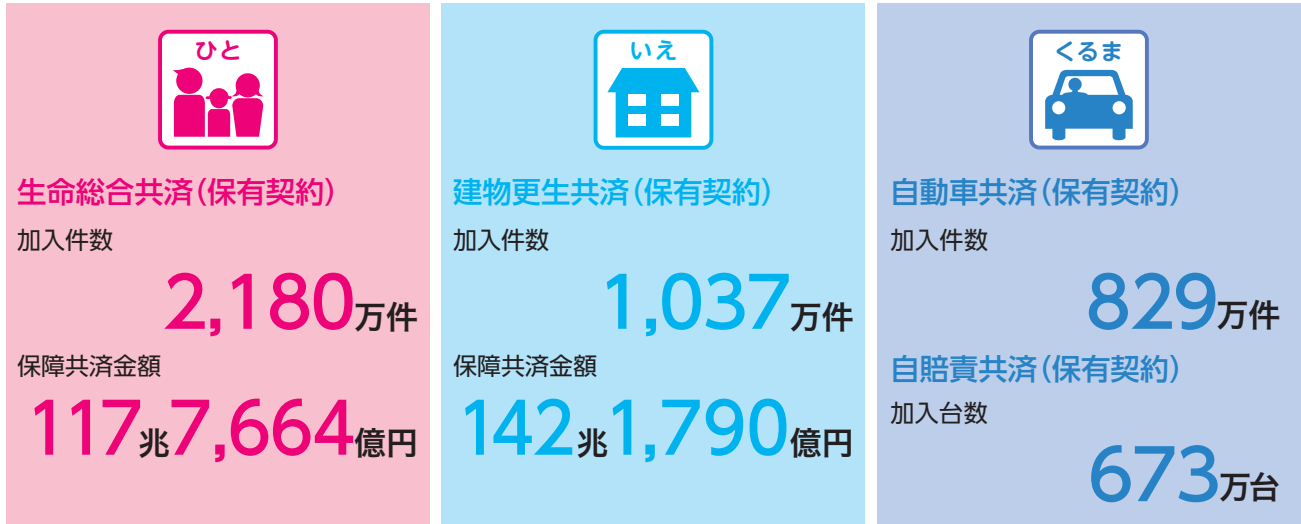 ひと
生命総合共済(保有契約)
加入件数
2,180万件
保障共済金額
117兆7,664億円
いえ
建物更生共済(保有契約)
加入件数
1,037万件
保障共済金額
142兆1,790億円
くるま
自動車共済(保有契約)
加入件数
829万件
自賠責共済(保有契約)
加入台数
673万台